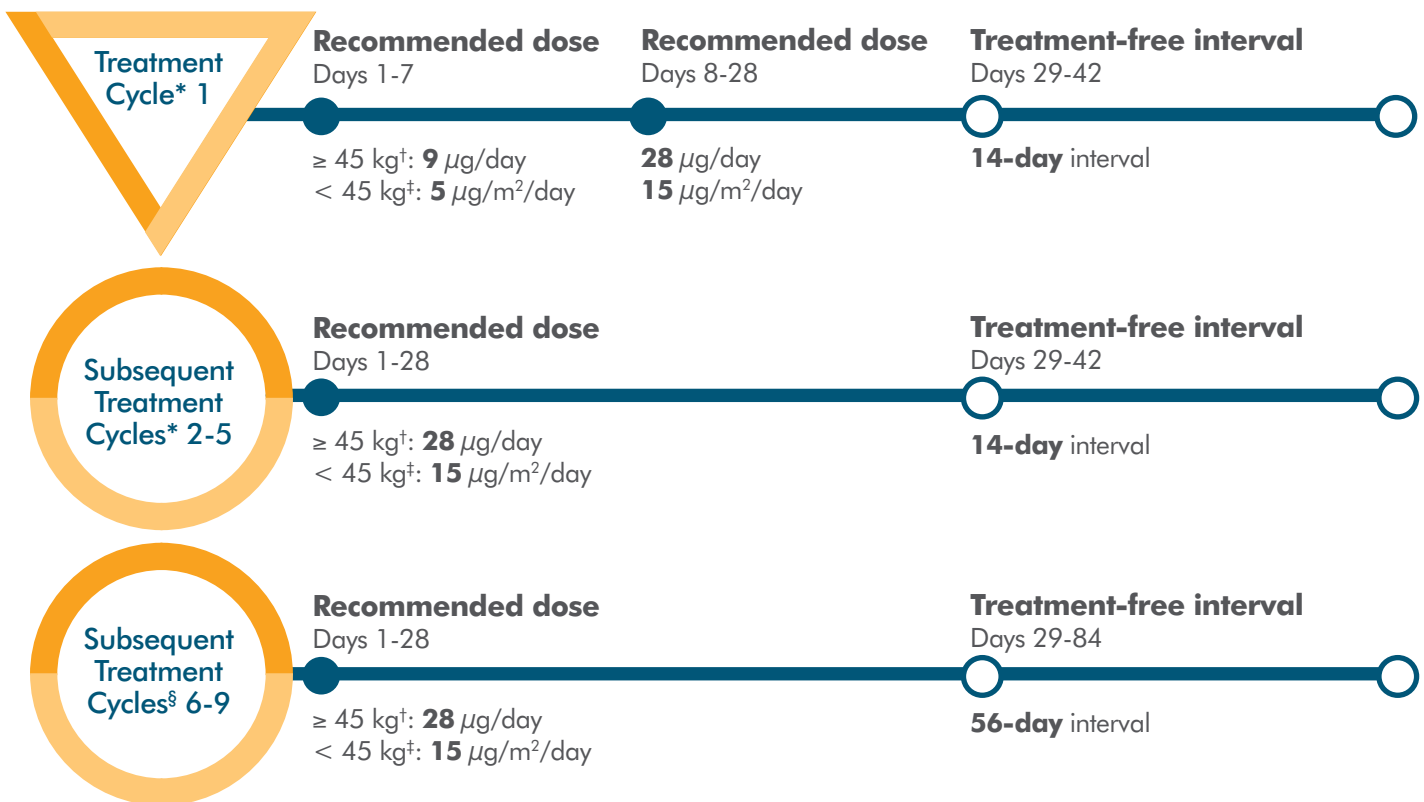 Treatment
Cycle* 1
Recommended dose
Days 1-7
≥ 45 kg†: 9 µg/day
< 45 kg‡: 5 µg/m²/day
Recommended dose
Days 8-28
28 µg/day
15 µg/m²/day
Treatment-free interval
Days 29-42
14-day interval
Subsequent
Treatment
Cycles* 2-5
Recommended dose
Days 1-28
≥ 45 kg†: 28 µg/day
< 45 kg‡: 15 µg/m²/day
Treatment-free interval
Days 29-42
14-day interval
Subsequent
Treatment
Cycles§ 6-9
Recommended dose
Days 1-28
≥ 45 kg†: 28 µg/day
< 45 kg‡: 15 µg/m²/day
Treatment-free interval
Days 29-84
56-day interval